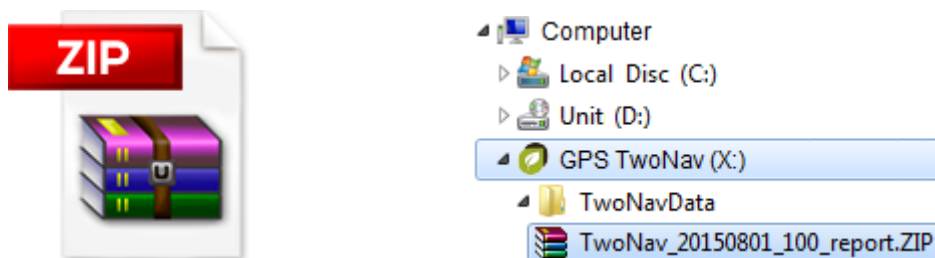 ZIP
Computer
Local Disc (C:)
Unit (D:)
GPS TwoNav (X:)
TwoNavData
TwoNav_20150801_100_report.ZIP